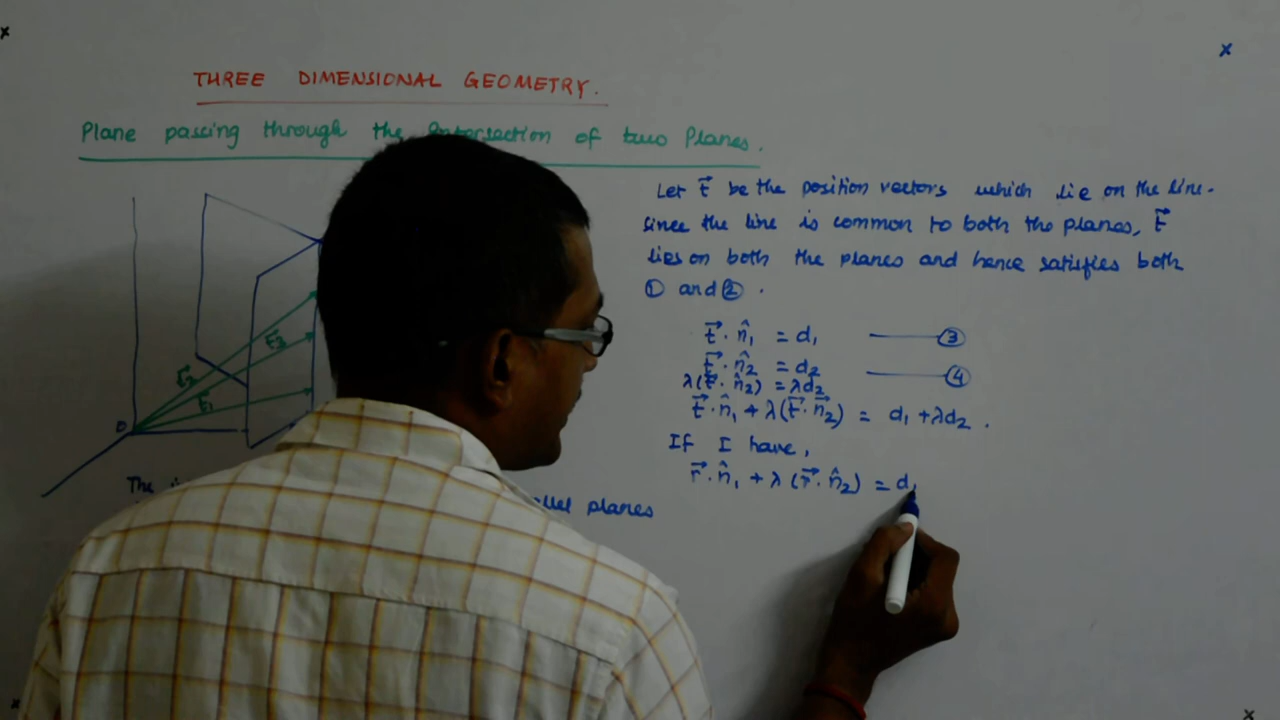 THREE DIMENSIONAL GEOMETRY.
Plane passing through the Intersection of two Planes.
Let t⃗ be the position vectors which lie on the line.
since the line is common to both the planes, t⃗
lies on both the planes and hence satisfies both
① and ② .
t⃗ · n̂₁ = d₁ ③
t⃗ · n̂₂ = d₂ ④
λ(t⃗ · n̂₂) = λd₂
t⃗ · n̂₁ + λ(t⃗ · n⃗₂) = d₁ + λd₂ .
If I have,
r⃗ · n̂₁ + λ (r⃗ · n̂₂) = d₁
t⃗₃
t⃗₂
t⃗₁
O
The
planes